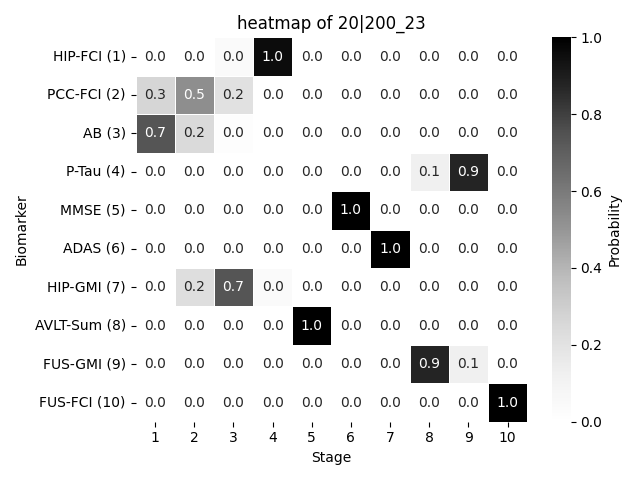 heatmap of 20|200_23
HIP-FCI (1) 0.0 0.0 0.0 1.0 0.0 0.0 0.0 0.0 0.0 0.0
PCC-FCI (2) 0.3 0.5 0.2 0.0 0.0 0.0 0.0 0.0 0.0 0.0
AB (3) 0.7 0.2 0.0 0.0 0.0 0.0 0.0 0.0 0.0 0.0
P-Tau (4) 0.0 0.0 0.0 0.0 0.0 0.0 0.0 0.1 0.9 0.0
MMSE (5) 0.0 0.0 0.0 0.0 0.0 1.0 0.0 0.0 0.0 0.0
ADAS (6) 0.0 0.0 0.0 0.0 0.0 0.0 1.0 0.0 0.0 0.0
HIP-GMI (7) 0.0 0.2 0.7 0.0 0.0 0.0 0.0 0.0 0.0 0.0
AVLT-Sum (8) 0.0 0.0 0.0 0.0 1.0 0.0 0.0 0.0 0.0 0.0
FUS-GMI (9) 0.0 0.0 0.0 0.0 0.0 0.0 0.0 0.9 0.1 0.0
FUS-FCI (10) 0.0 0.0 0.0 0.0 0.0 0.0 0.0 0.0 0.0 1.0
1 2 3 4 5 6 7 8 9 10
Stage
Biomarker
1.0
0.8
0.6
0.4
0.2
0.0
Probability